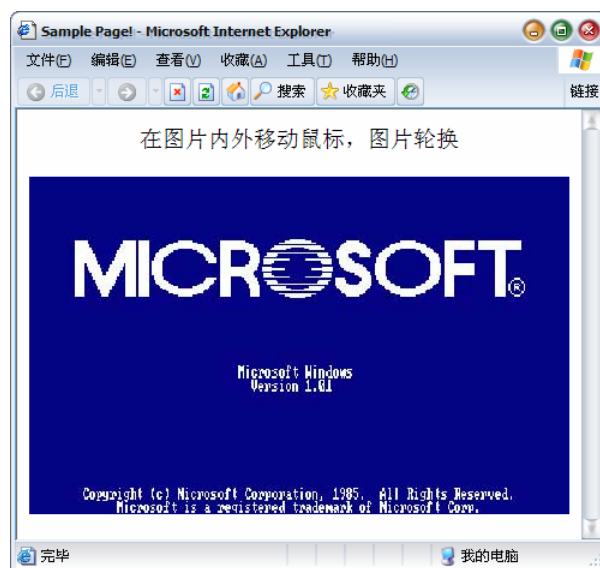 Sample Page! - Microsoft Internet Explorer
文件(F) 编辑(E) 查看(V) 收藏(A) 工具(T) 帮助(H)
后退 搜索 收藏夹 链接
在图片内外移动鼠标，图片轮换
MICROSOFT®
Microsoft Windows
Version 1.01
Copyright (c) Microsoft Corporation, 1985. All Rights Reserved.
Microsoft is a registered trademark of Microsoft Corp.
完毕 我的电脑